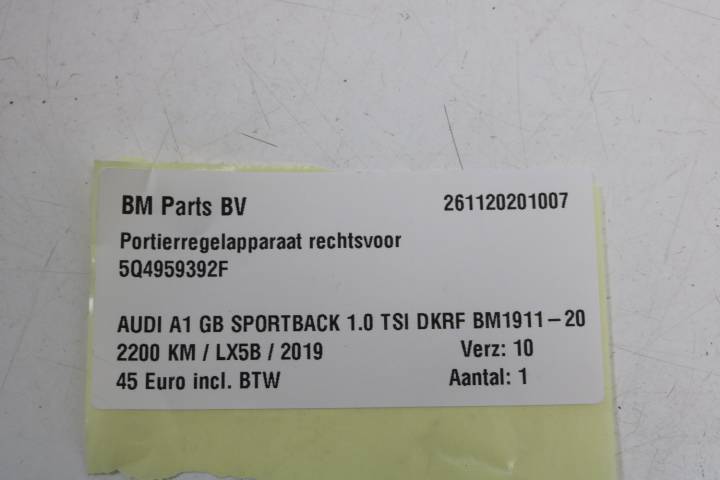 BM Parts BV 261120201007
Portierregelapparaat rechtsvoor
5Q4959392F
AUDI A1 GB SPORTBACK 1.0 TSI DKRF BM1911-20
2200 KM / LX5B / 2019 Verz: 10
45 Euro incl. BTW Aantal: 1